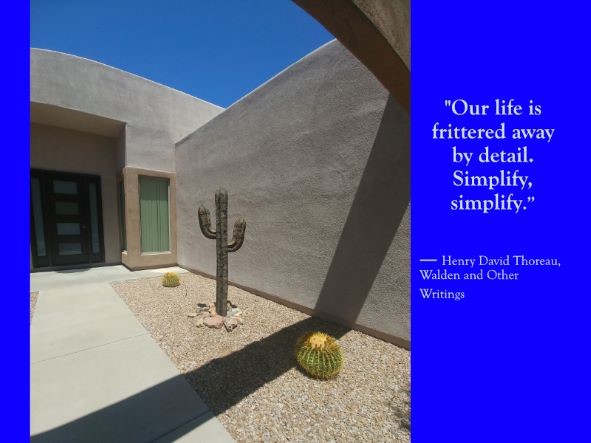 "Our life is
frittered away
by detail.
Simplify,
simplify.”
— Henry David Thoreau,
Walden and Other
Writings